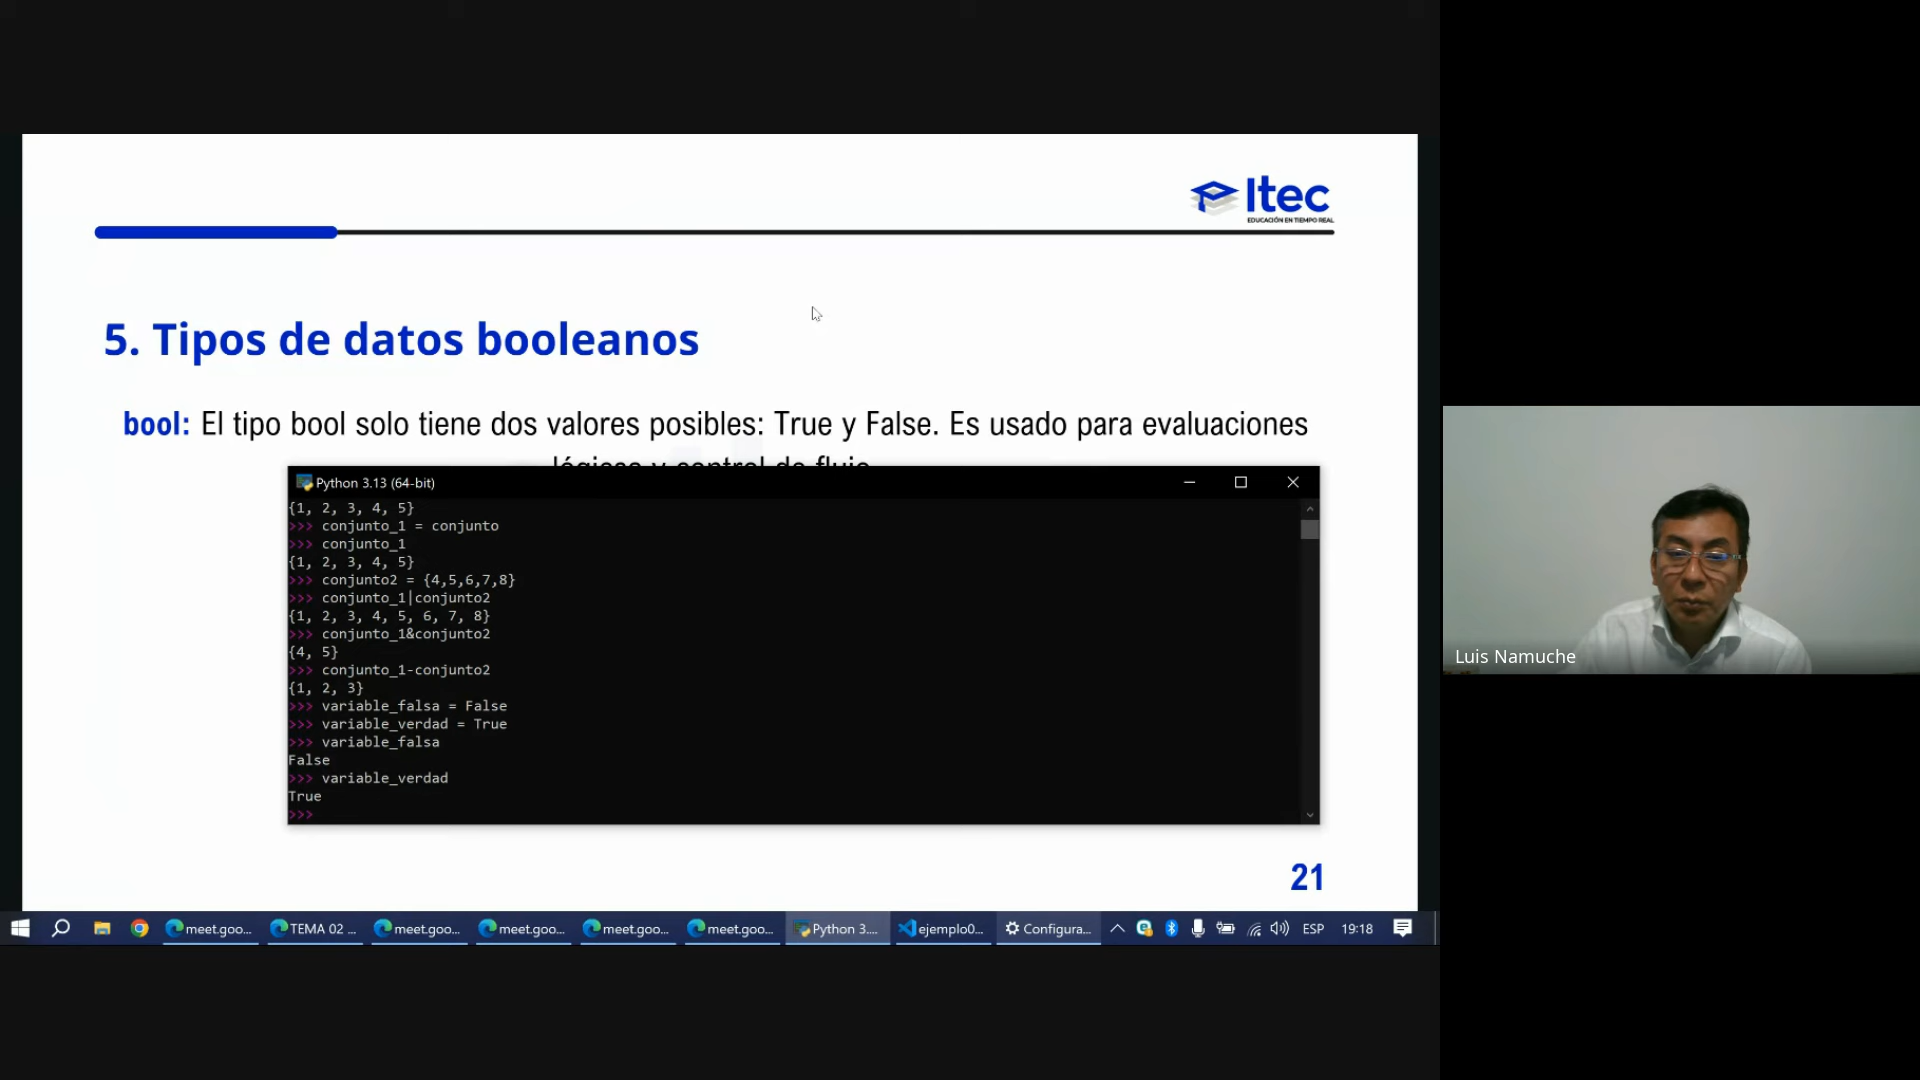 Itec
EDUCACIÓN EN TIEMPO REAL
5. Tipos de datos booleanos
bool: El tipo bool solo tiene dos valores posibles: True y False. Es usado para evaluaciones
lógicas y control de flujo
Python 3.13 (64-bit)
{1, 2, 3, 4, 5}
>>> conjunto_1 = conjunto
>>> conjunto_1
{1, 2, 3, 4, 5}
>>> conjunto2 = {4,5,6,7,8}
>>> conjunto_1|conjunto2
{1, 2, 3, 4, 5, 6, 7, 8}
>>> conjunto_1&conjunto2
{4, 5}
>>> conjunto_1-conjunto2
{1, 2, 3}
>>> variable_falsa = False
>>> variable_verdad = True
>>> variable_falsa
False
>>> variable_verdad
True
>>>
21
Luis Namuche
meet.goo... TEMA 02 ... meet.goo... meet.goo... meet.goo... meet.goo... Python 3.... ejemplo0... Configura... ESP 19:18